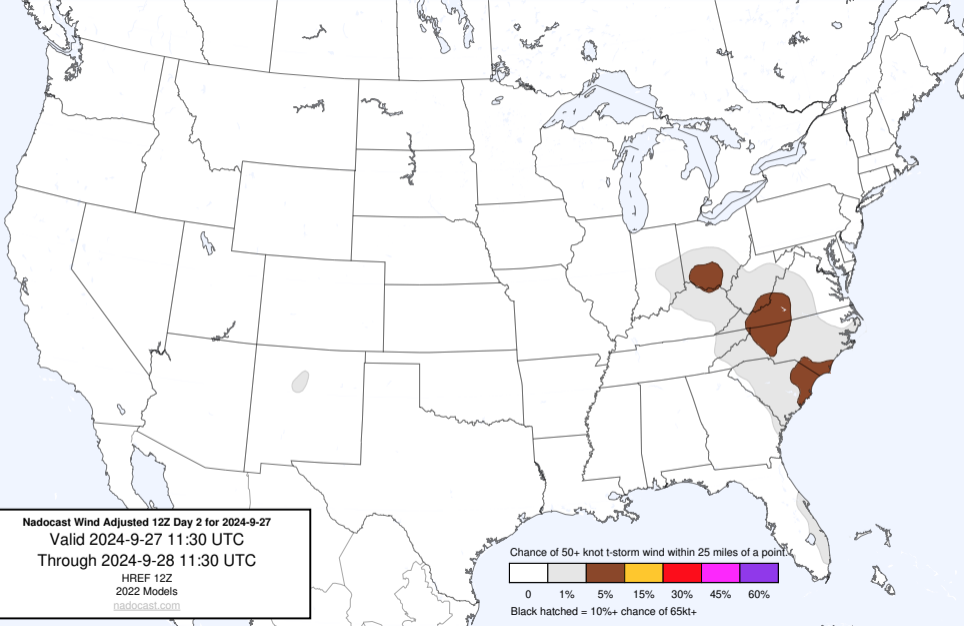 Nadocast Wind Adjusted 12Z Day 2 for 2024-9-27
Valid 2024-9-27 11:30 UTC
Through 2024-9-28 11:30 UTC
HREF 12Z
2022 Models
nadocast.com
Chance of 50+ knot t-storm wind within 25 miles of a point.
0 1% 5% 15% 30% 45% 60%
Black hatched = 10%+ chance of 65kt+